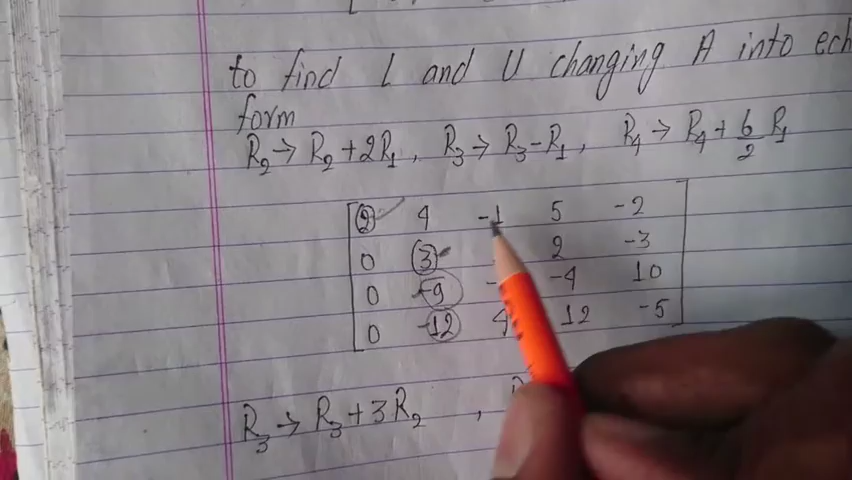 to find L and U changing A into ech
form
R2 → R2 + 2R1, R3 → R3 - R1, R4 → R4 + 6/2 R1
2 4 -1 5 -2
0 3 2 -3
0 -9 - -4 10
0 -12 4 12 -5
R3 → R3 + 3R2 ,